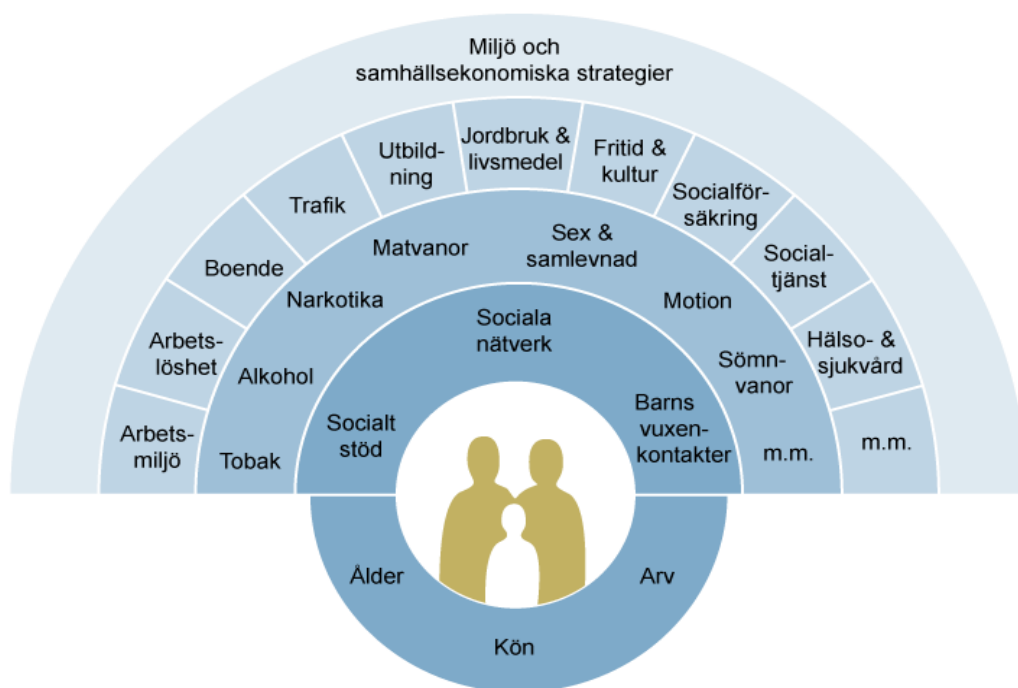 Miljö och
samhällsekonomiska strategier
Arbets-
miljö
Arbets-
löshet
Boende
Trafik
Utbild-
ning
Jordbruk &
livsmedel
Fritid &
kultur
Socialför-
säkring
Social-
tjänst
Hälso- &
sjukvård
m.m.
Tobak
Alkohol
Narkotika
Matvanor
Sex &
samlevnad
Motion
Sömn-
vanor
m.m.
Socialt
stöd
Sociala
nätverk
Barns
vuxen-
kontakter
Ålder
Kön
Arv